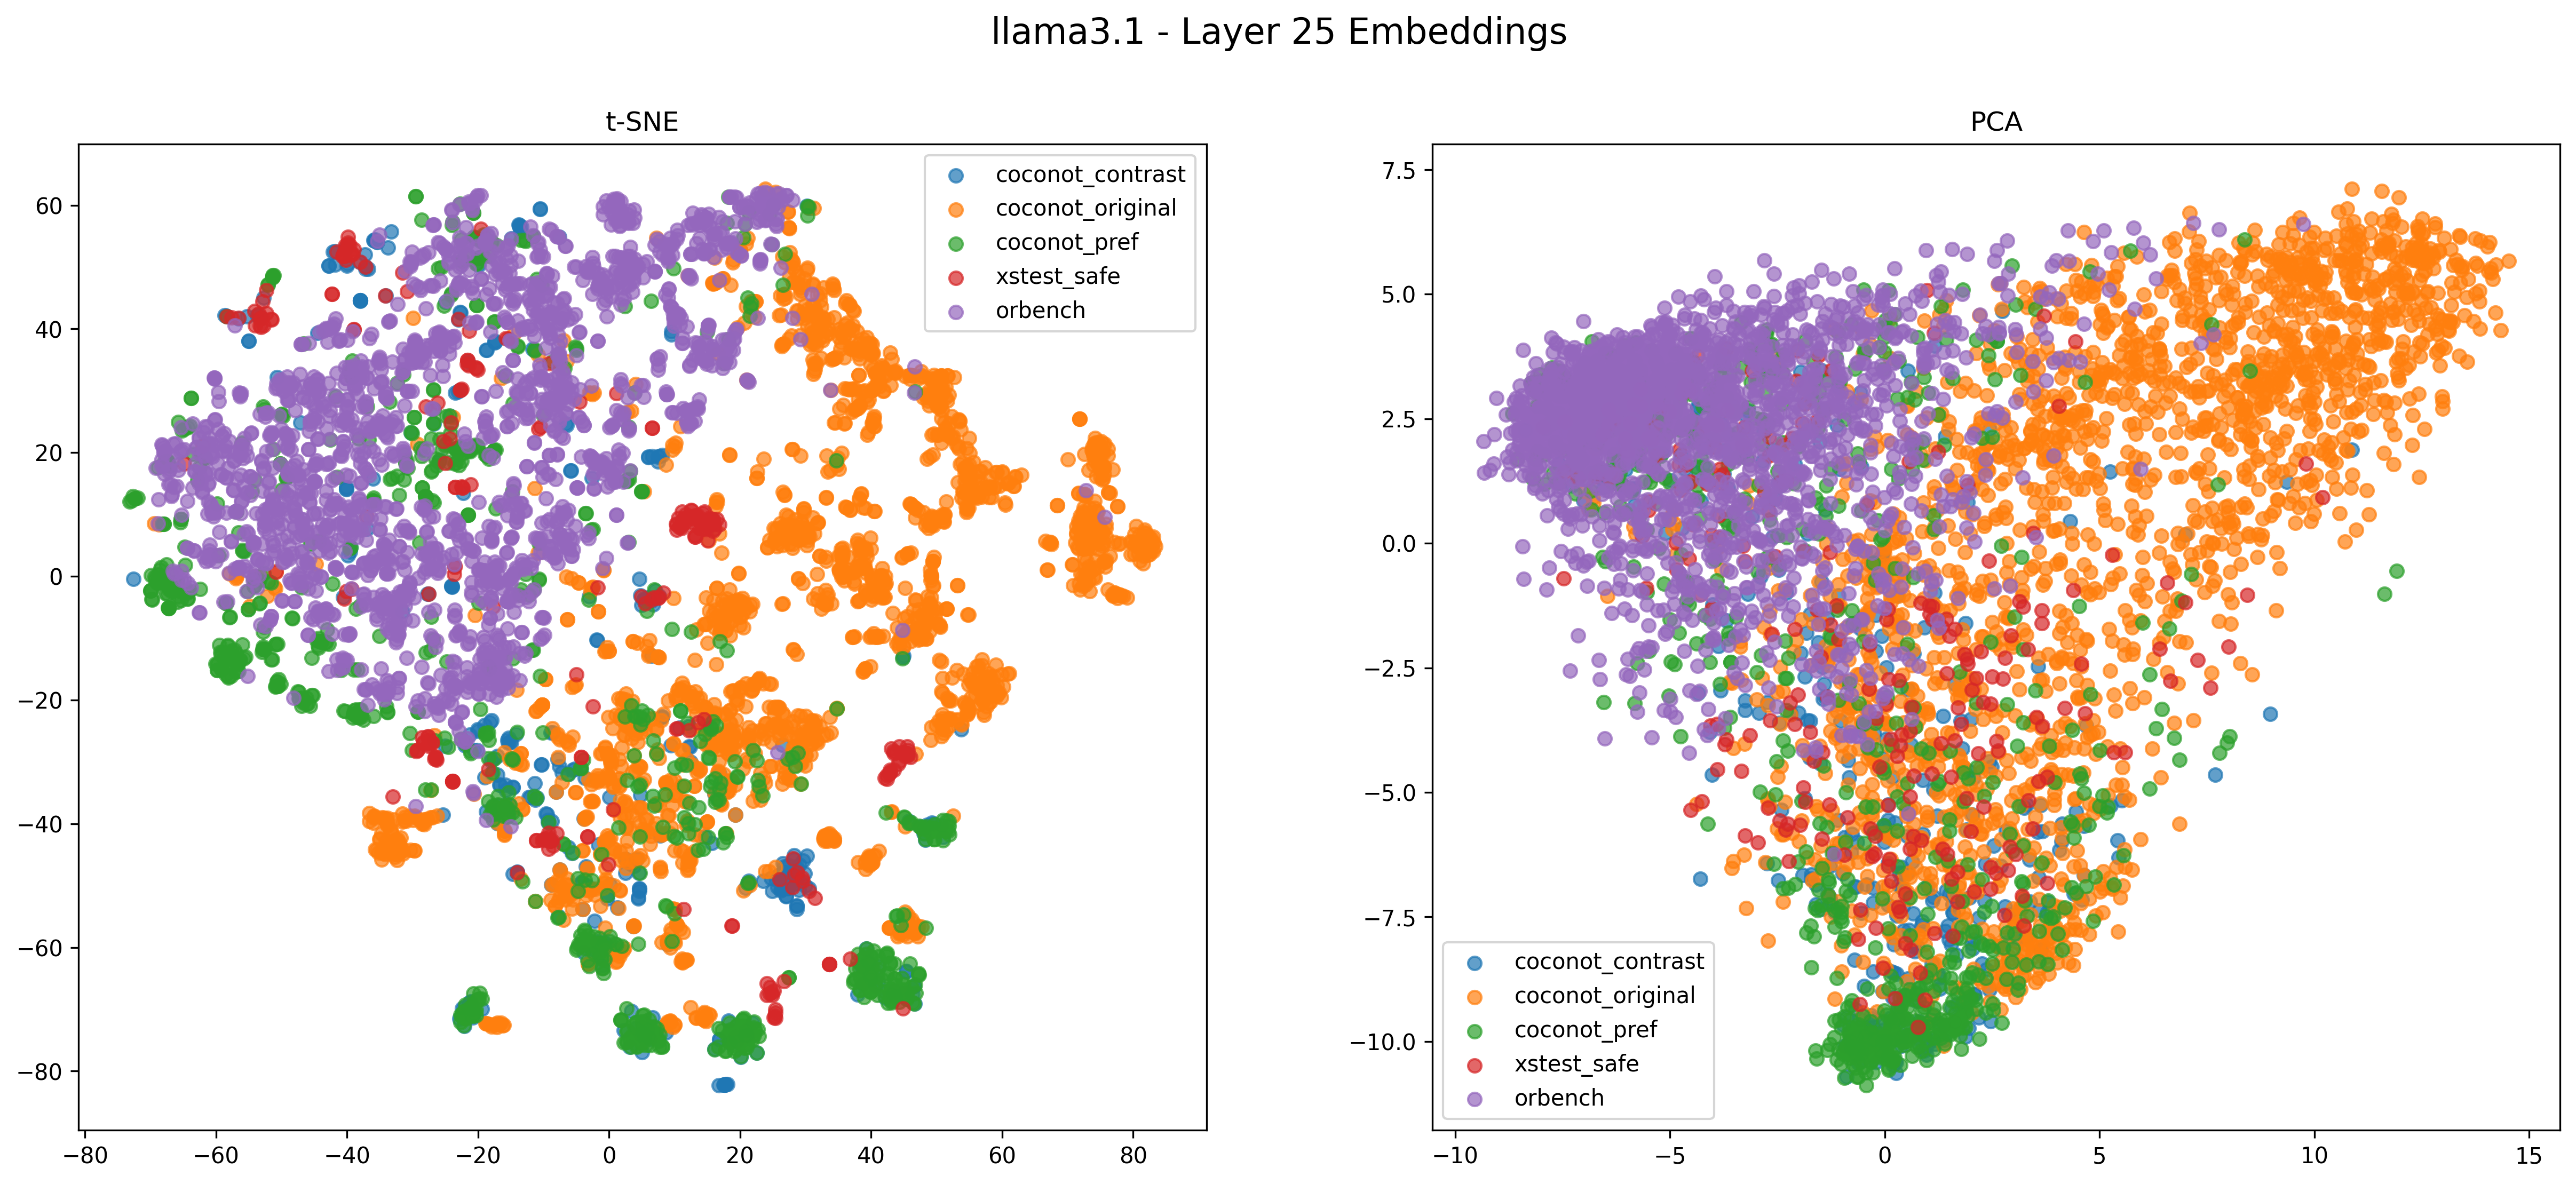 llama3.1 - Layer 25 Embeddings
t-SNE
60
40
20
0
−20
−40
−60
−80
−80 −60 −40 −20 0 20 40 60 80
coconot_contrast
coconot_original
coconot_pref
xstest_safe
orbench
PCA
7.5
5.0
2.5
0.0
−2.5
−5.0
−7.5
−10.0
−10 −5 0 5 10 15
coconot_contrast
coconot_original
coconot_pref
xstest_safe
orbench